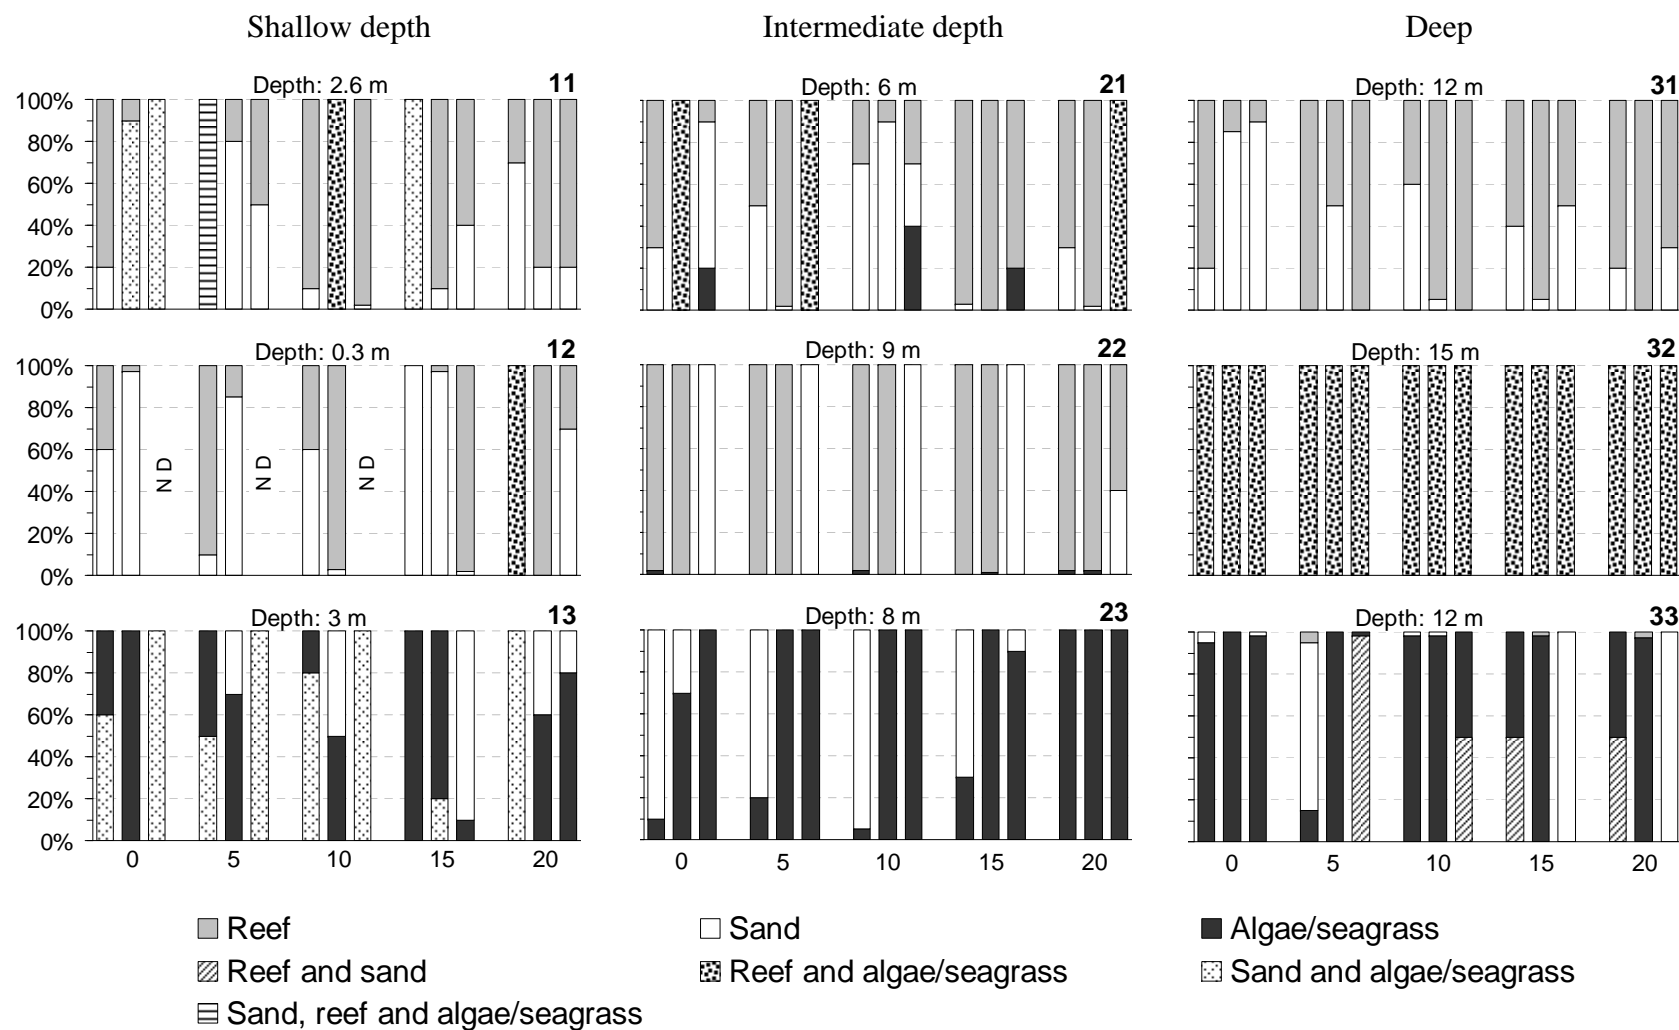 Shallow depth Intermediate depth Deep
Depth: 2.6 m 11 Depth: 6 m 21 Depth: 12 m 31
100%
80%
60%
40%
20%
0%
Depth: 0.3 m 12 Depth: 9 m 22 Depth: 15 m 32
100%
80%
60%
40%
20%
0%
N D N D N D
Depth: 3 m 13 Depth: 8 m 23 Depth: 12 m 33
100%
80%
60%
40%
20%
0%
0 5 10 15 20 0 5 10 15 20 0 5 10 15 20
Reef Sand Algae/seagrass
Reef and sand Reef and algae/seagrass Sand and algae/seagrass
Sand, reef and algae/seagrass